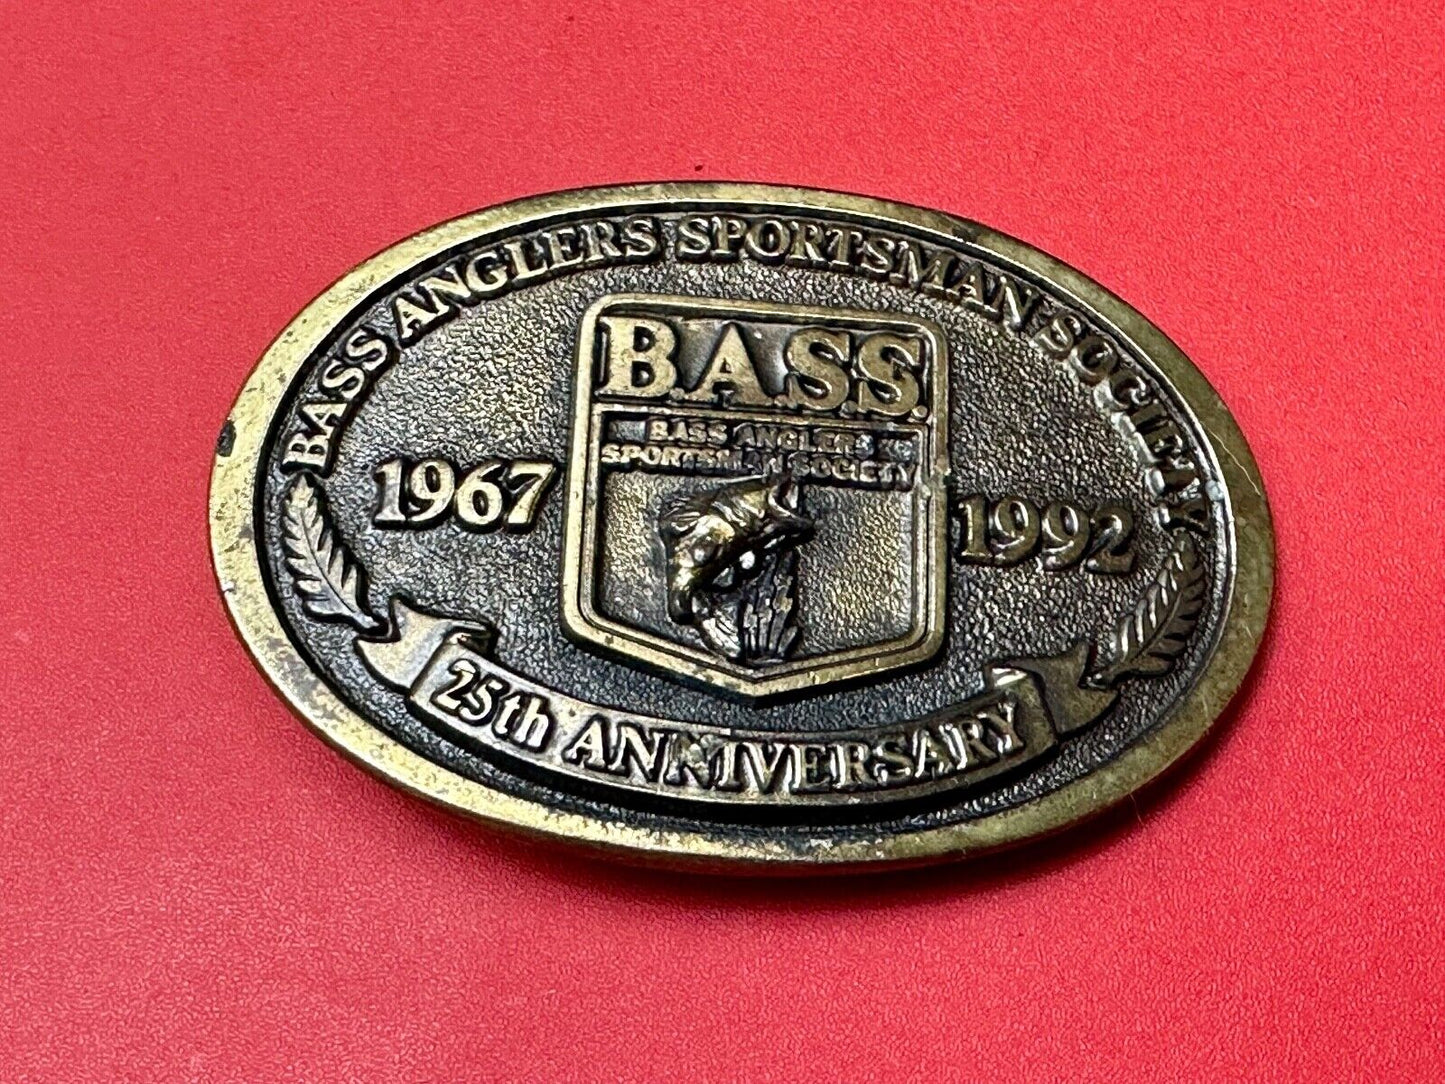 BASS ANGLERS SPORTSMAN SOCIETY
B.A.S.S.
BASS ANGLERS
SPORTSMAN SOCIETY
1967
1992
25th ANNIVERSARY